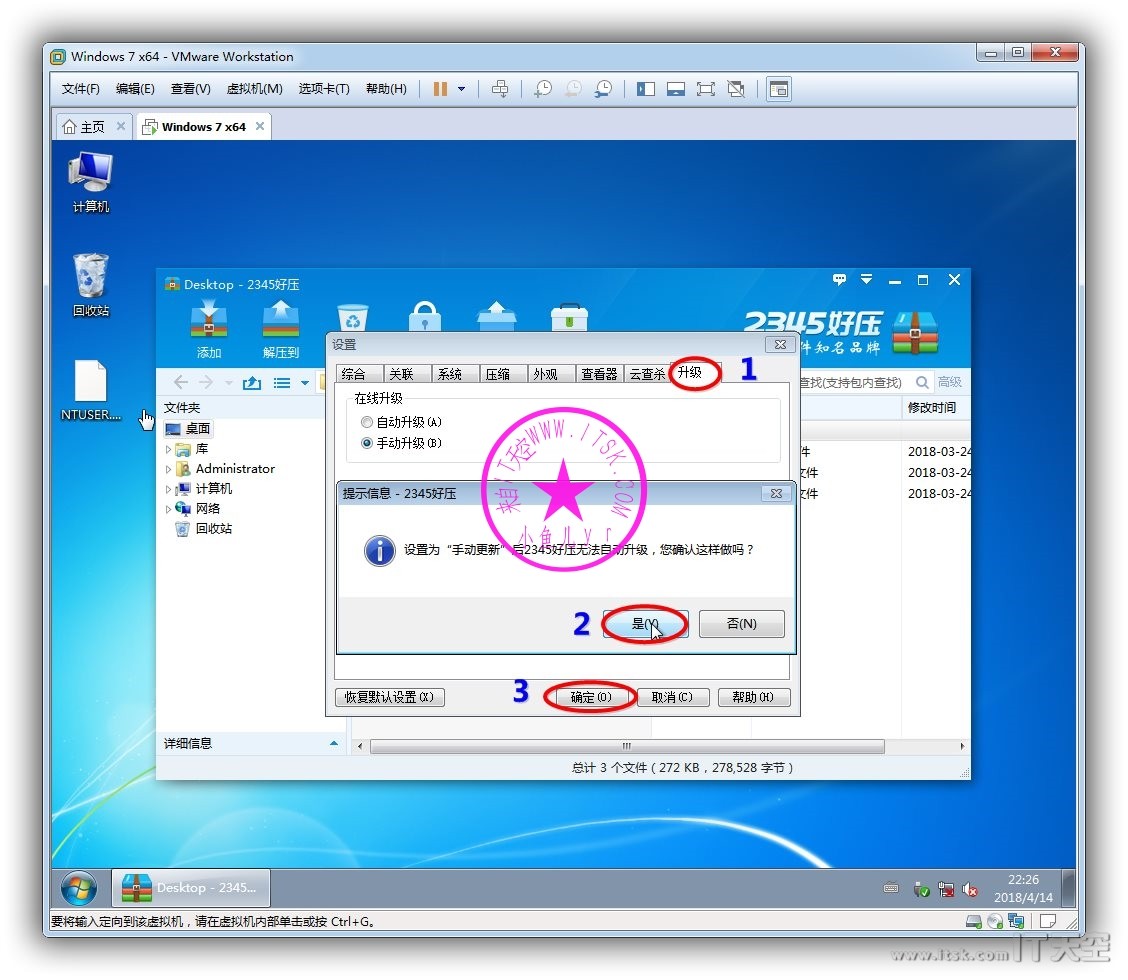 Windows 7 x64 - VMware Workstation
文件(F) 编辑(E) 查看(V) 虚拟机(M) 选项卡(T) 帮助(H)
主页 Windows 7 x64
计算机
回收站
NTUSER....
Desktop - 2345好压
添加 解压到
2345好压
件知名品牌
设置
综合 关联 系统 压缩 外观 查看器 云查杀 升级 1
查找(支持包内查找) 高级
在线升级
自动升级(A)
手动升级(B)
文件夹
桌面
库
Administrator
计算机
网络
回收站
修改时间
件 2018-03-24
文件 2018-03-24
文件 2018-03-24
来自IT天空WWW.ITSK.COM
小鱼儿yr
提示信息 - 2345好压
设置为“手动更新”后2345好压无法自动升级，您确认这样做吗？
2 是(Y) 否(N)
恢复默认设置(X) 3 确定(O) 取消(C) 帮助(H)
详细信息
总计 3 个文件 ( 272 KB，278,528 字节 )
Desktop - 2345...
22:26
2018/4/14
要将输入定向到该虚拟机，请在虚拟机内部单击或按 Ctrl+G。
www.itsk.com IT天空